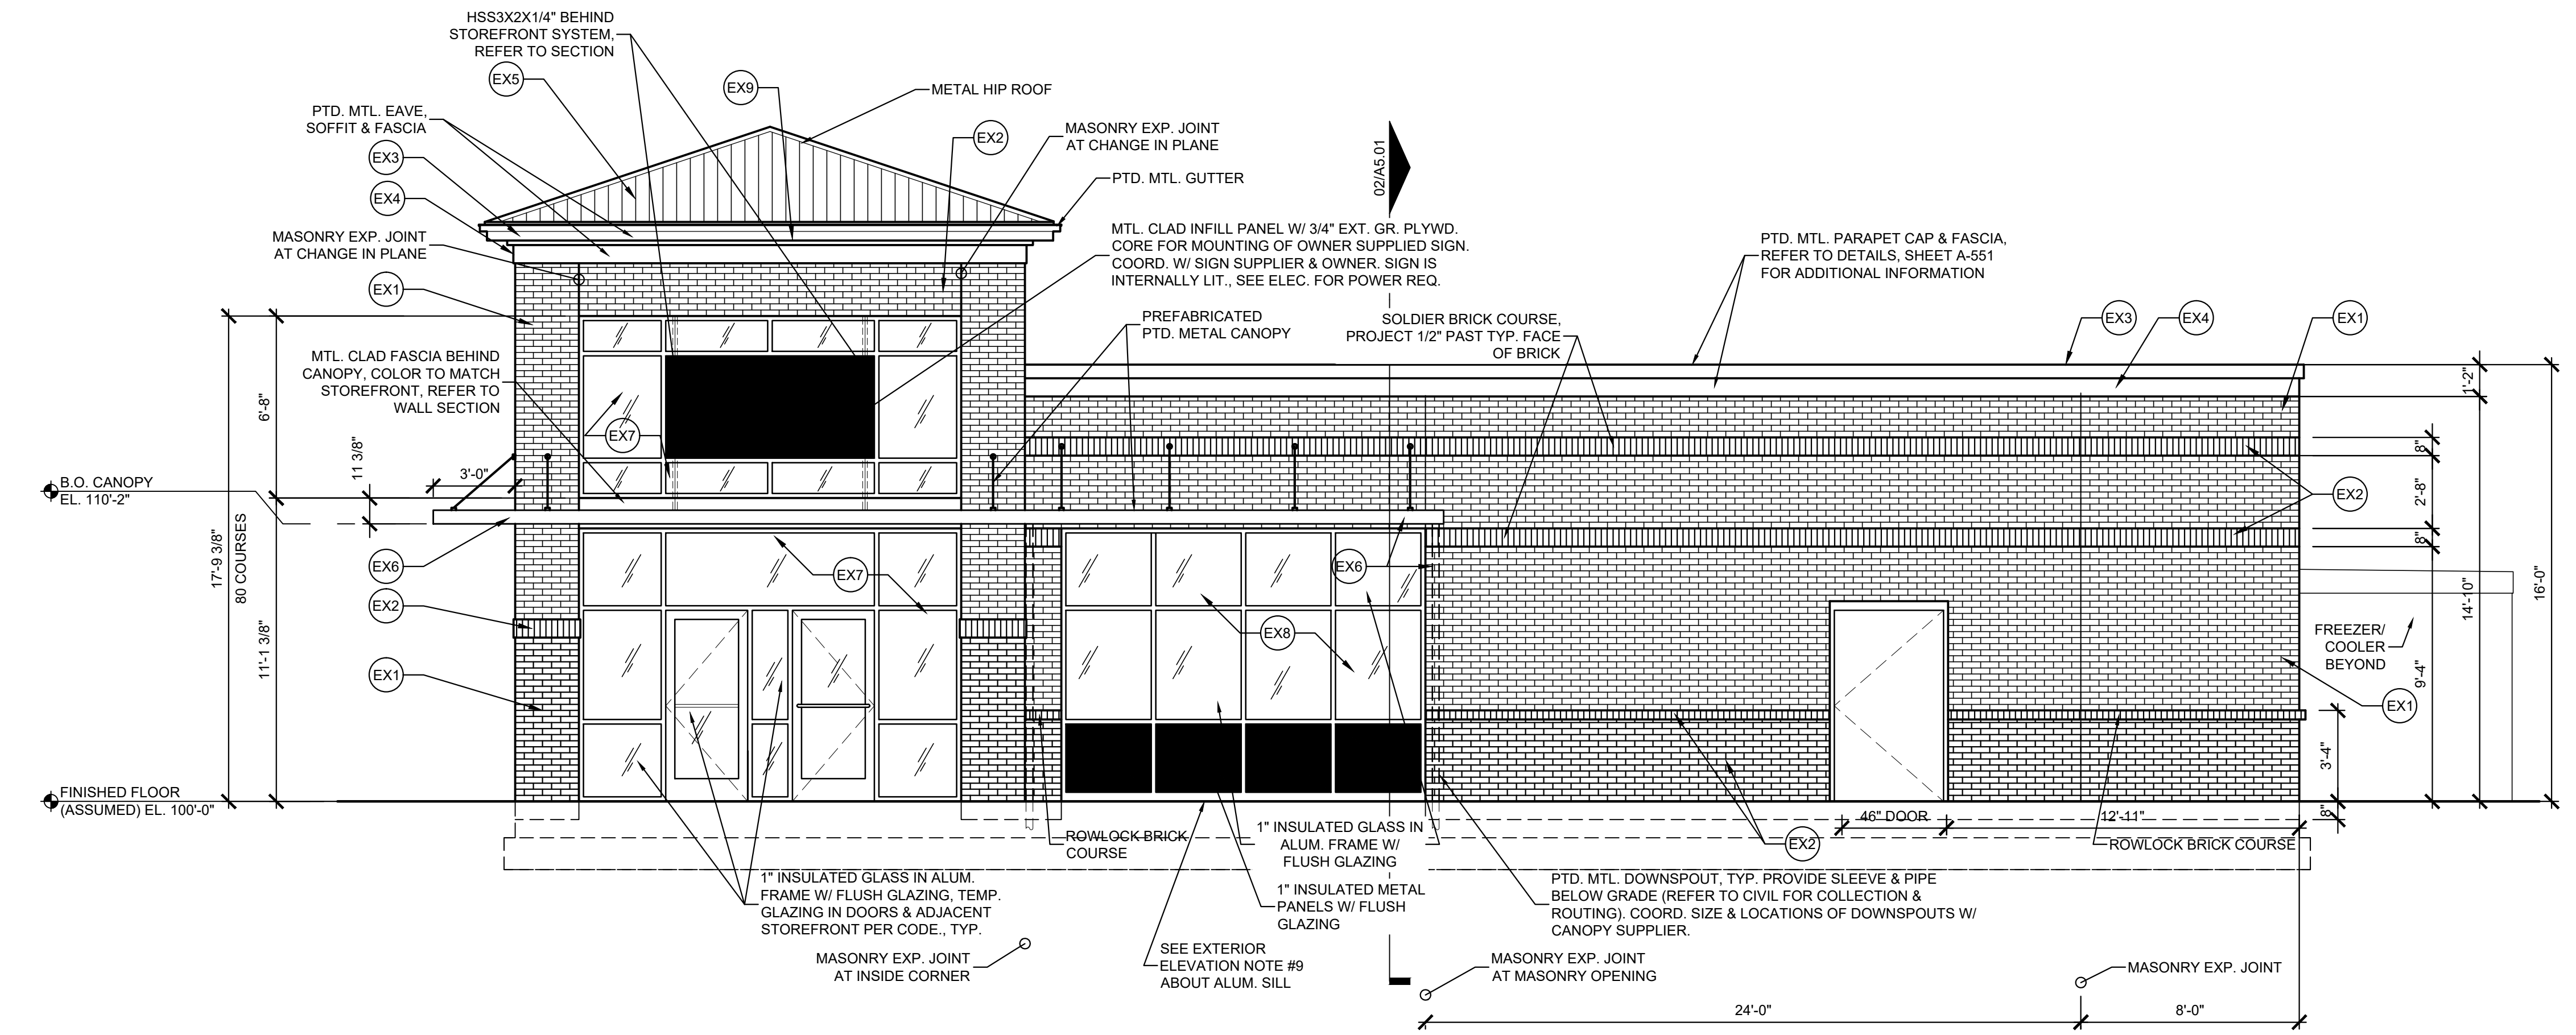 HSS3X2X1/4" BEHIND
STOREFRONT SYSTEM,
REFER TO SECTION
EX5
EX9
METAL HIP ROOF
PTD. MTL. EAVE,
SOFFIT & FASCIA
EX3
EX4
EX2
MASONRY EXP. JOINT
AT CHANGE IN PLANE
PTD. MTL. GUTTER
02/A5.01
MASONRY EXP. JOINT
AT CHANGE IN PLANE
EX1
MTL. CLAD INFILL PANEL W/ 3/4" EXT. GR. PLYWD.
CORE FOR MOUNTING OF OWNER SUPPLIED SIGN.
COORD. W/ SIGN SUPPLIER & OWNER. SIGN IS
INTERNALLY LIT., SEE ELEC. FOR POWER REQ.
PTD. MTL. PARAPET CAP & FASCIA,
REFER TO DETAILS, SHEET A-551
FOR ADDITIONAL INFORMATION
PREFABRICATED
PTD. METAL CANOPY
SOLDIER BRICK COURSE,
PROJECT 1/2" PAST TYP. FACE
OF BRICK
EX3
EX4
EX1
MTL. CLAD FASCIA BEHIND
CANOPY, COLOR TO MATCH
STOREFRONT, REFER TO
WALL SECTION
EX7
6'-8"
11 3/8"
3'-0"
B.O. CANOPY
EL. 110'-2"
17'-9 3/8"
80 COURSES
11'-1 3/8"
1'-2"
8"
2'-8"
8"
EX2
14'-10"
16'-0"
9'-4"
EX6
EX2
EX1
EX7
EX6
EX8
FREEZER/
COOLER
BEYOND
EX1
3'-4"
8"
FINISHED FLOOR
(ASSUMED) EL. 100'-0"
46" DOOR
12'-11"
ROWLOCK BRICK
COURSE
1" INSULATED GLASS IN
ALUM. FRAME W/
FLUSH GLAZING
EX2
ROWLOCK BRICK COURSE
1" INSULATED GLASS IN ALUM.
FRAME W/ FLUSH GLAZING, TEMP.
GLAZING IN DOORS & ADJACENT
STOREFRONT PER CODE., TYP.
1" INSULATED METAL
PANELS W/ FLUSH
GLAZING
PTD. MTL. DOWNSPOUT, TYP. PROVIDE SLEEVE & PIPE
BELOW GRADE (REFER TO CIVIL FOR COLLECTION &
ROUTING). COORD. SIZE & LOCATIONS OF DOWNSPOUTS W/
CANOPY SUPPLIER.
MASONRY EXP. JOINT
AT INSIDE CORNER
SEE EXTERIOR
ELEVATION NOTE #9
ABOUT ALUM. SILL
MASONRY EXP. JOINT
AT MASONRY OPENING
MASONRY EXP. JOINT
24'-0"
8'-0"